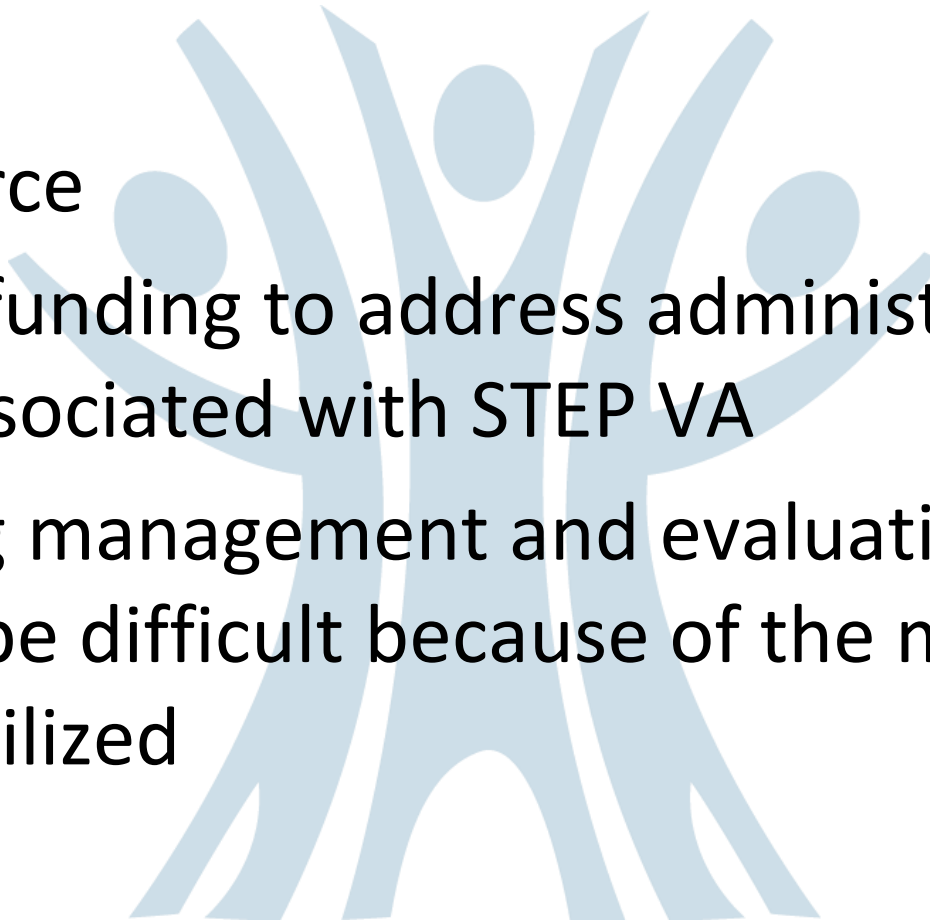 rce
funding to address administ
sociated with STEP VA
g management and evaluati
be difficult because of the n
ilized